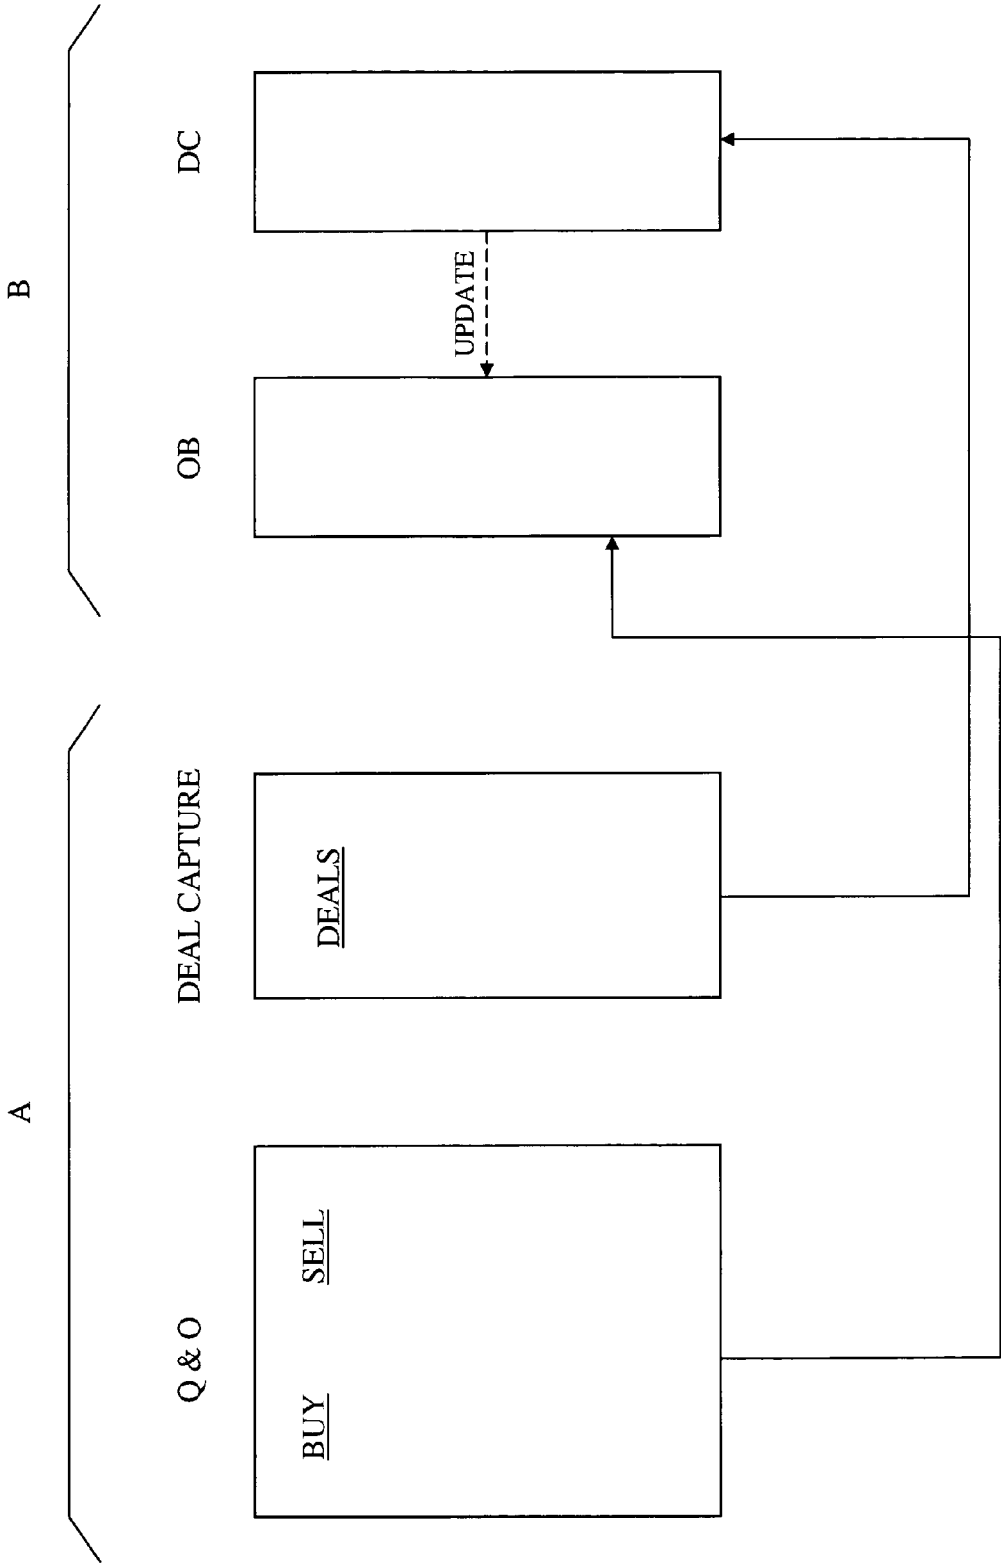 A
B
Q & O
DEAL CAPTURE
OB
DC
BUY
SELL
DEALS
UPDATE